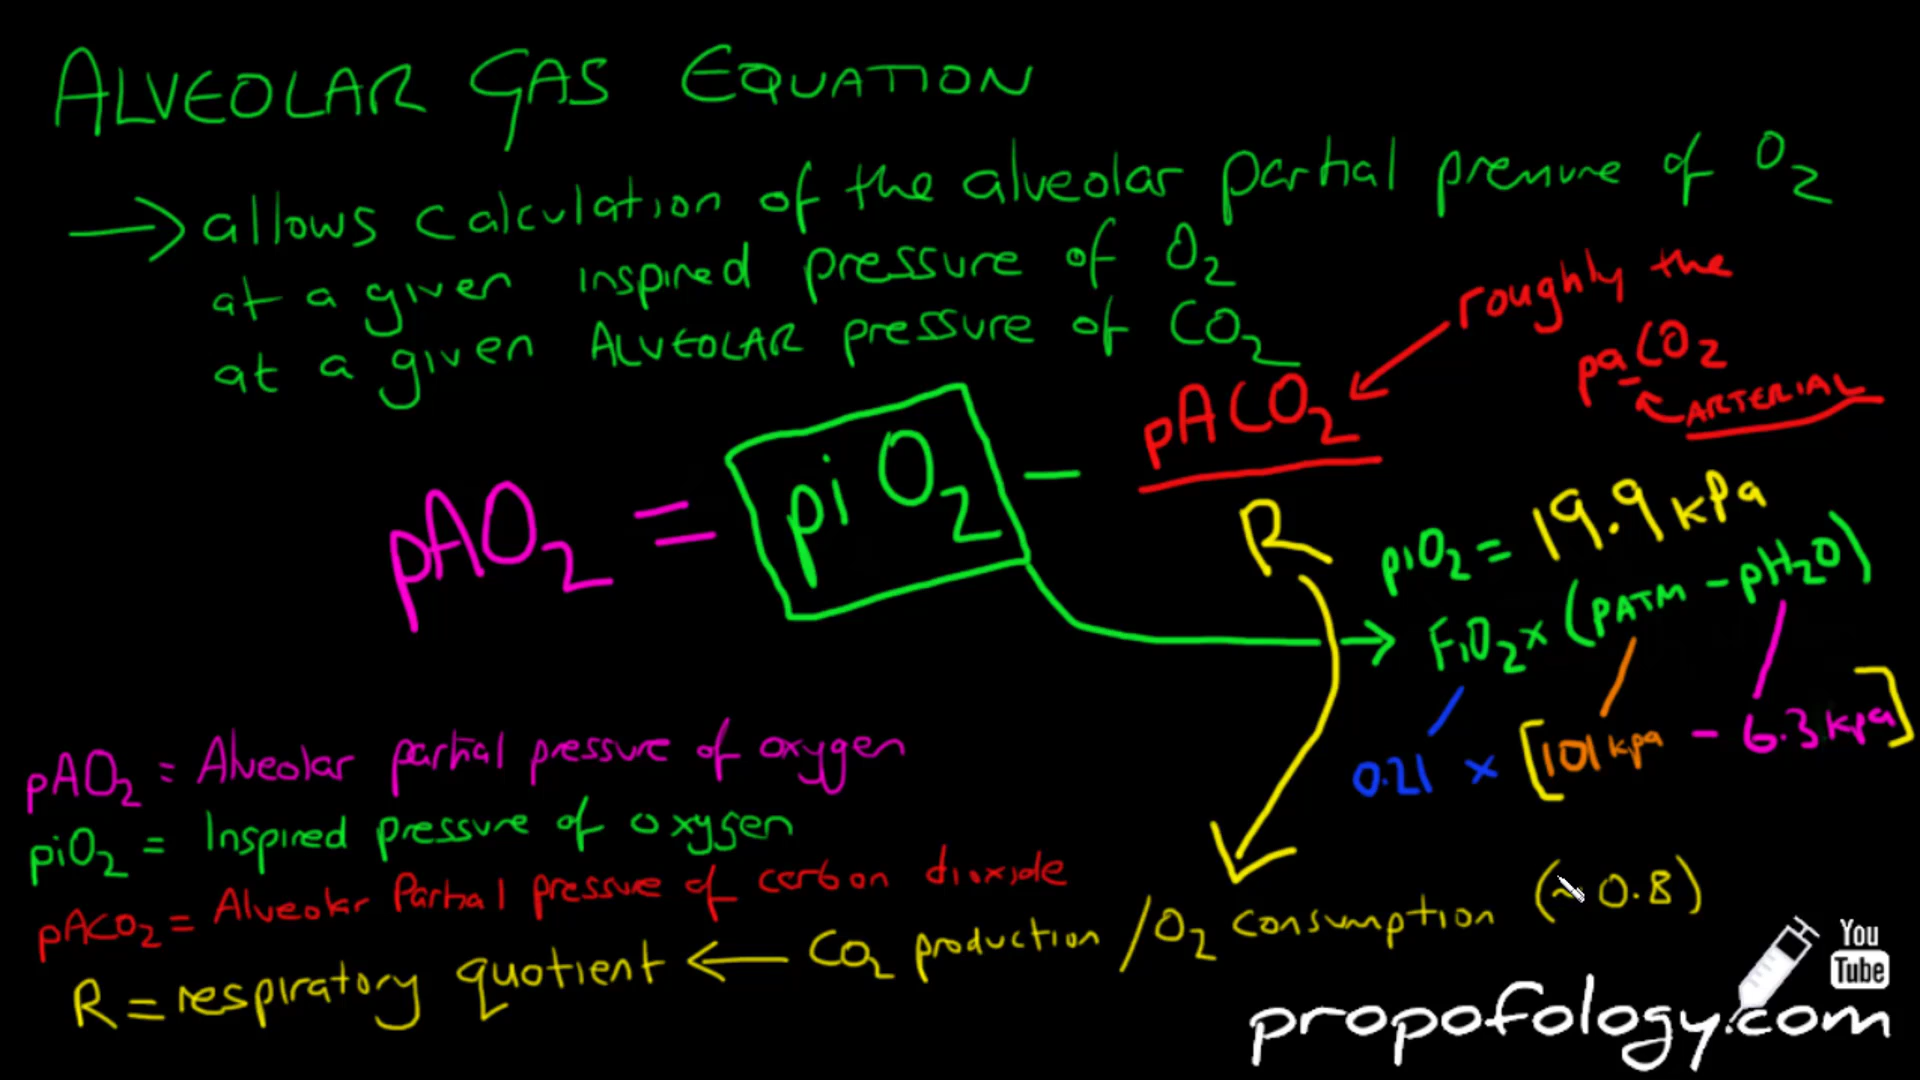 ALVEOLAR GAS EQUATION
→ allows calculation of the alveolar partial pressure of O₂
at a given inspired pressure of O₂
at a given ALVEOLAR pressure of CO₂
roughly the
paCO₂
ARTERIAL
pAO₂ = piO₂ - pACO₂
R
piO₂ = 19.9 kPa
FiO₂ x (PATM - pH₂O)
0.21 x [101 kpa - 6.3 kpa]
pAO₂ = Alveolar partial pressure of oxygen
piO₂ = Inspired pressure of oxygen
pACO₂ = Alveolar Partial pressure of carbon dioxide
R = respiratory quotient ← CO₂ production / O₂ consumption (~ 0.8)
You
Tube
propofology.com